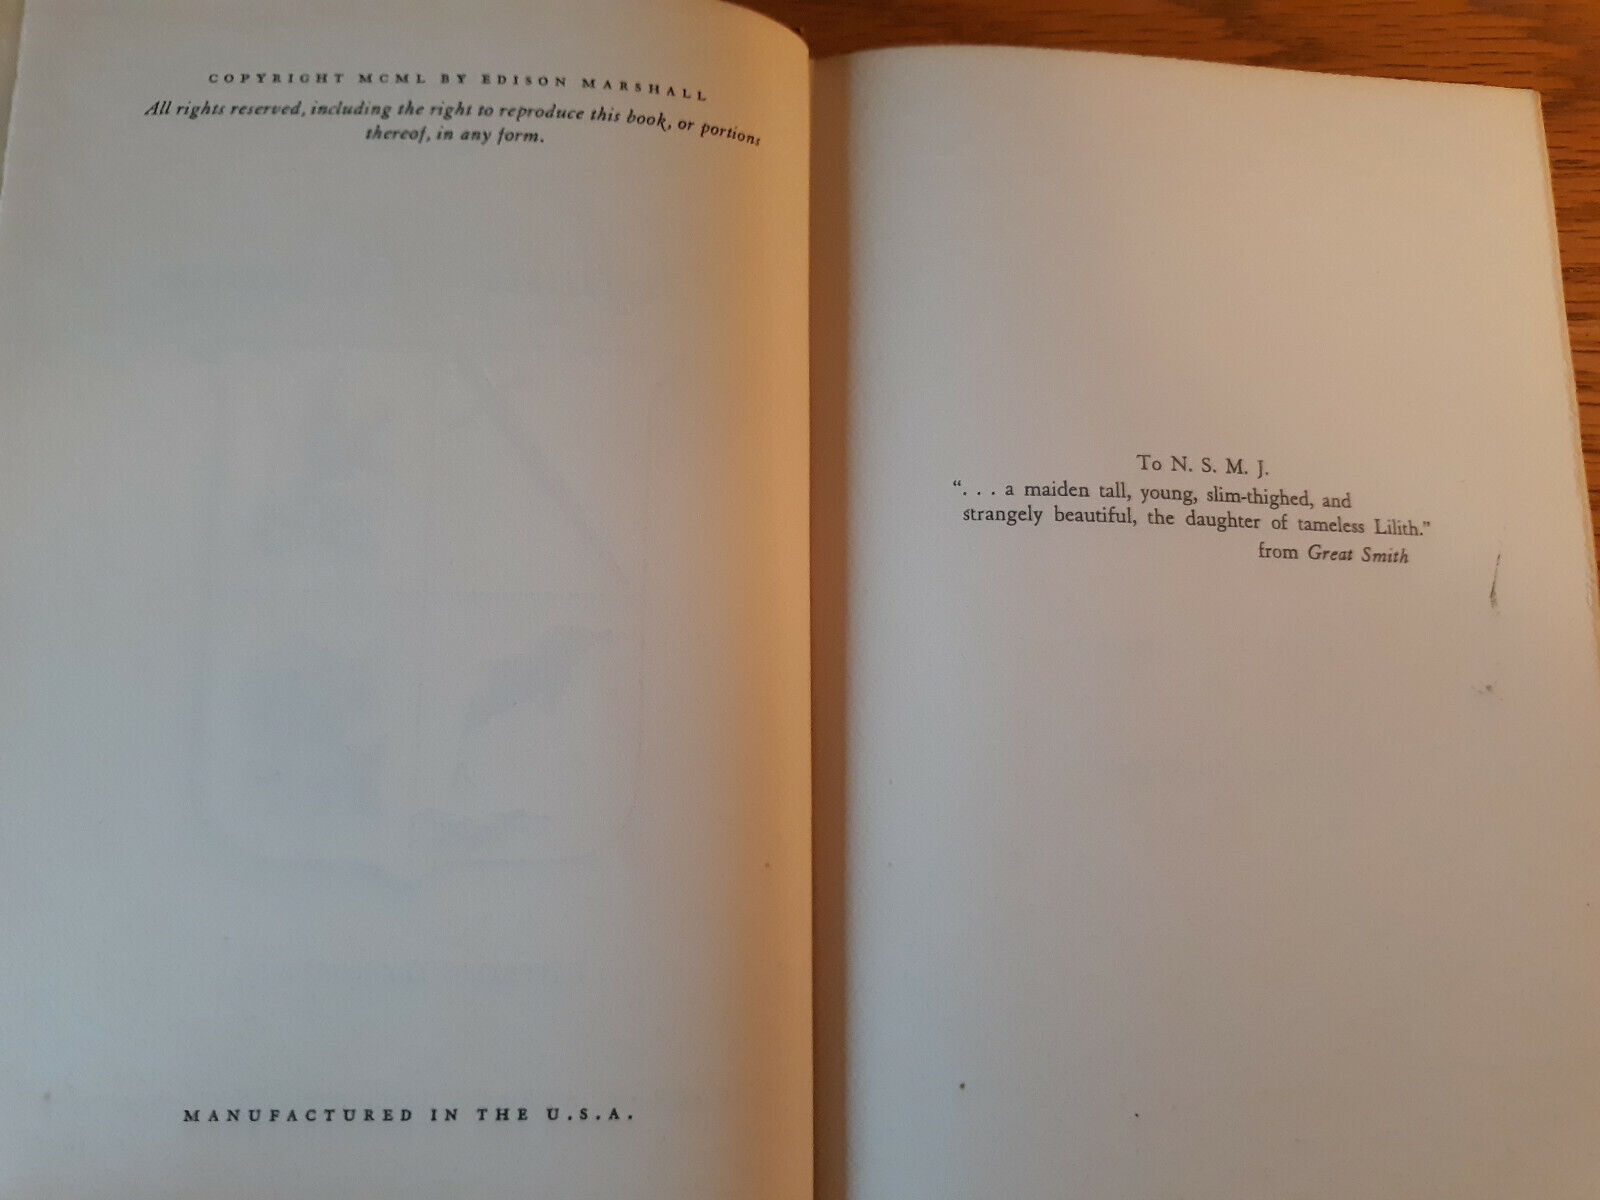 COPYRIGHT MCML BY EDISON MARSHALL
All rights reserved, including the right to reproduce this book, or portions
thereof, in any form.
MANUFACTURED IN THE U.S.A.
To N. S. M. J.
“. . . a maiden tall, young, slim-thighed, and
strangely beautiful, the daughter of tameless Lilith.”
from Great Smith